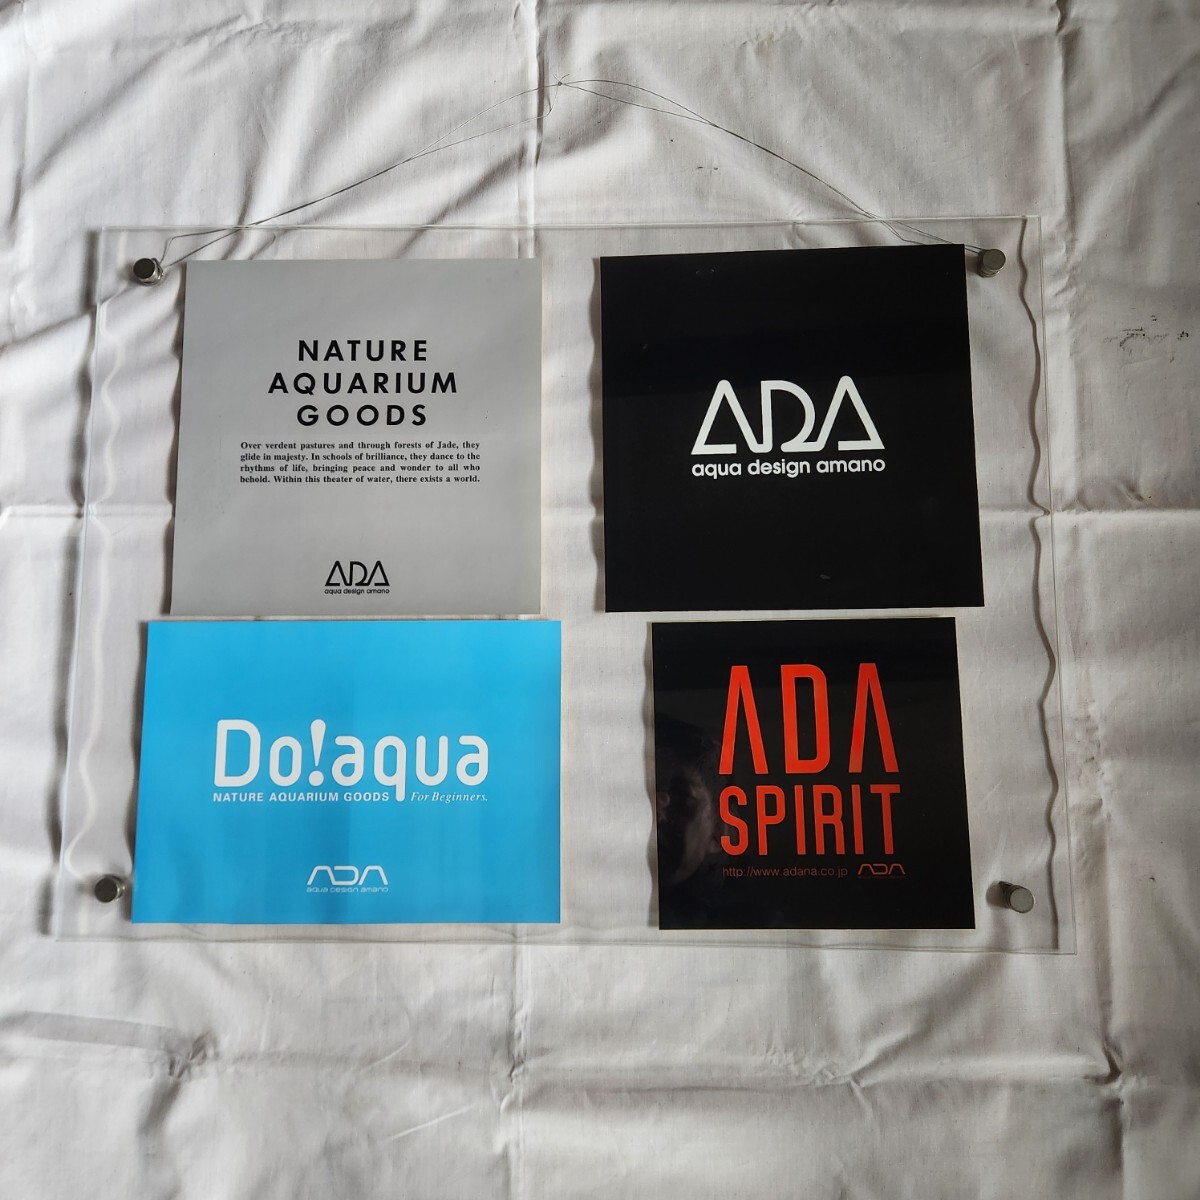 NATURE
AQUARIUM
GOODS
Over verdent pastures and through forests of Jade, they
glide in majesty. In schools of brilliance, they dance to the
rhythms of life, bringing peace and wonder to all who
behold. Within this theater of water, there exists a world.
ADA
aqua design amano
ADA
aqua design amano
Do!aqua
NATURE AQUARIUM GOODS For Beginners.
ADA
aqua design amano
ADA
SPIRIT
http://www.adana.co.jp ADA